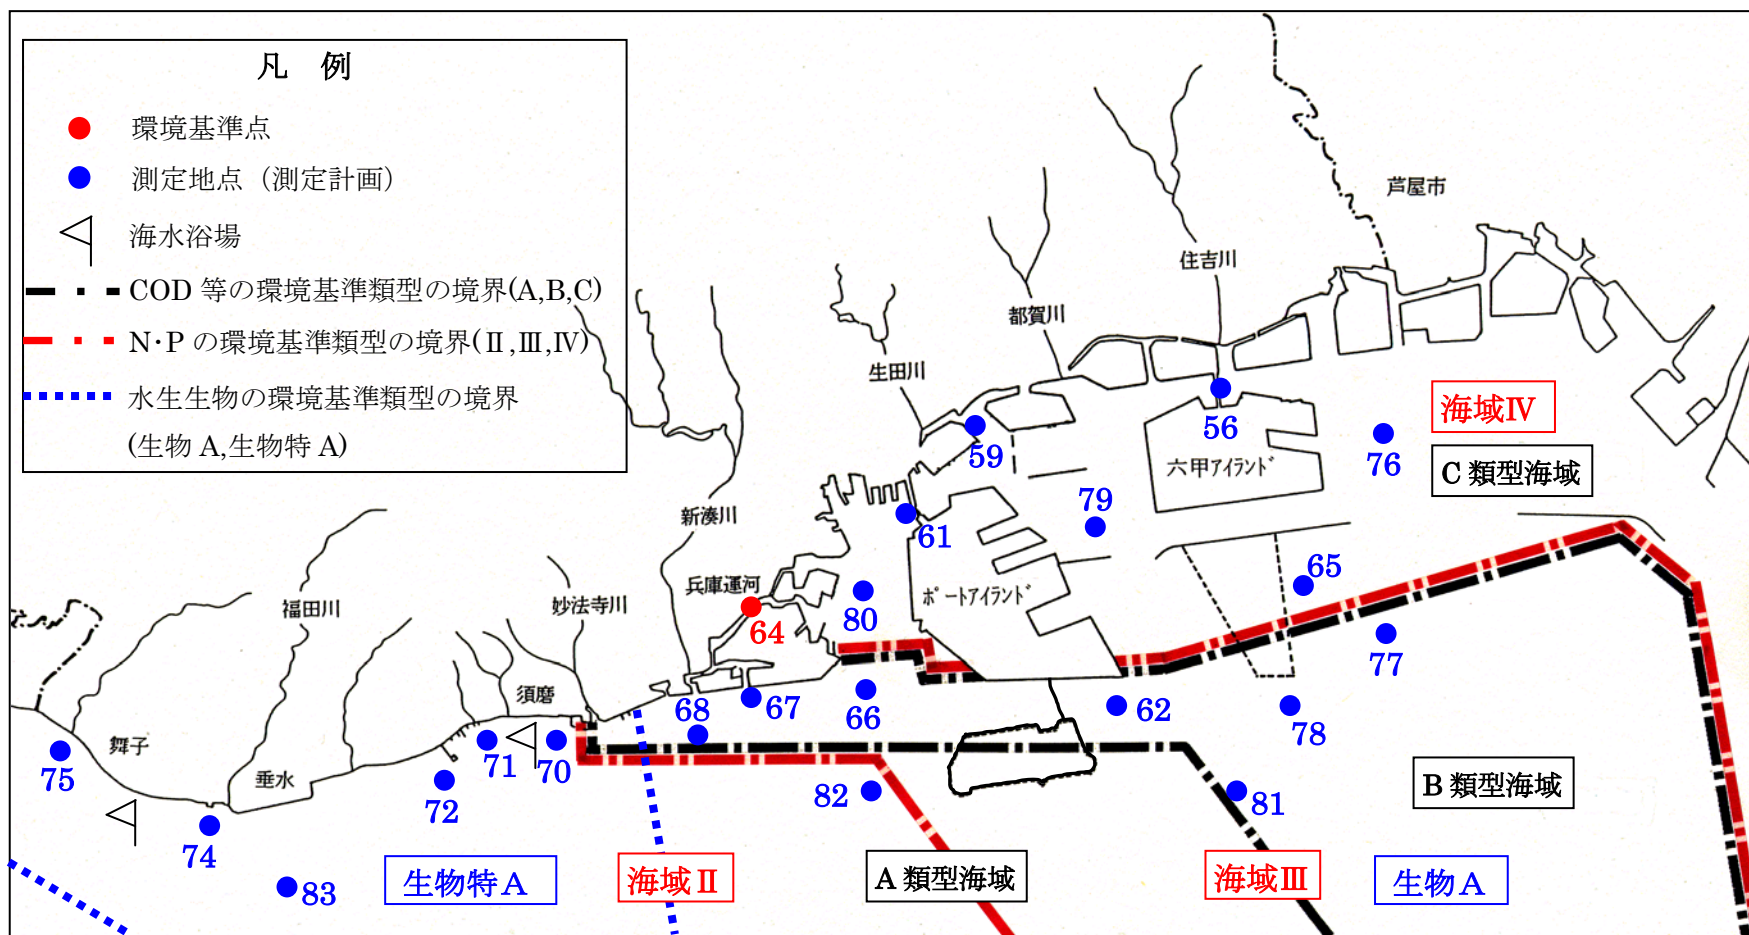 凡 例
環境基準点
測定地点（測定計画）
海水浴場
COD 等の環境基準類型の境界(A,B,C)
N・P の環境基準類型の境界(Ⅱ,Ⅲ,Ⅳ)
水生生物の環境基準類型の境界
(生物 A,生物特 A)
芦屋市
住吉川
都賀川
生田川
新湊川
兵庫運河
妙法寺川
福田川
須磨
舞子
垂水
六甲アイランド
ポートアイランド
海域Ⅳ
C 類型海域
B 類型海域
生物特 A
海域Ⅱ
A 類型海域
海域Ⅲ
生物 A
56
59
76
79
61
65
80
64
77
62
78
66
67
68
70
71
72
75
74
83
82
81